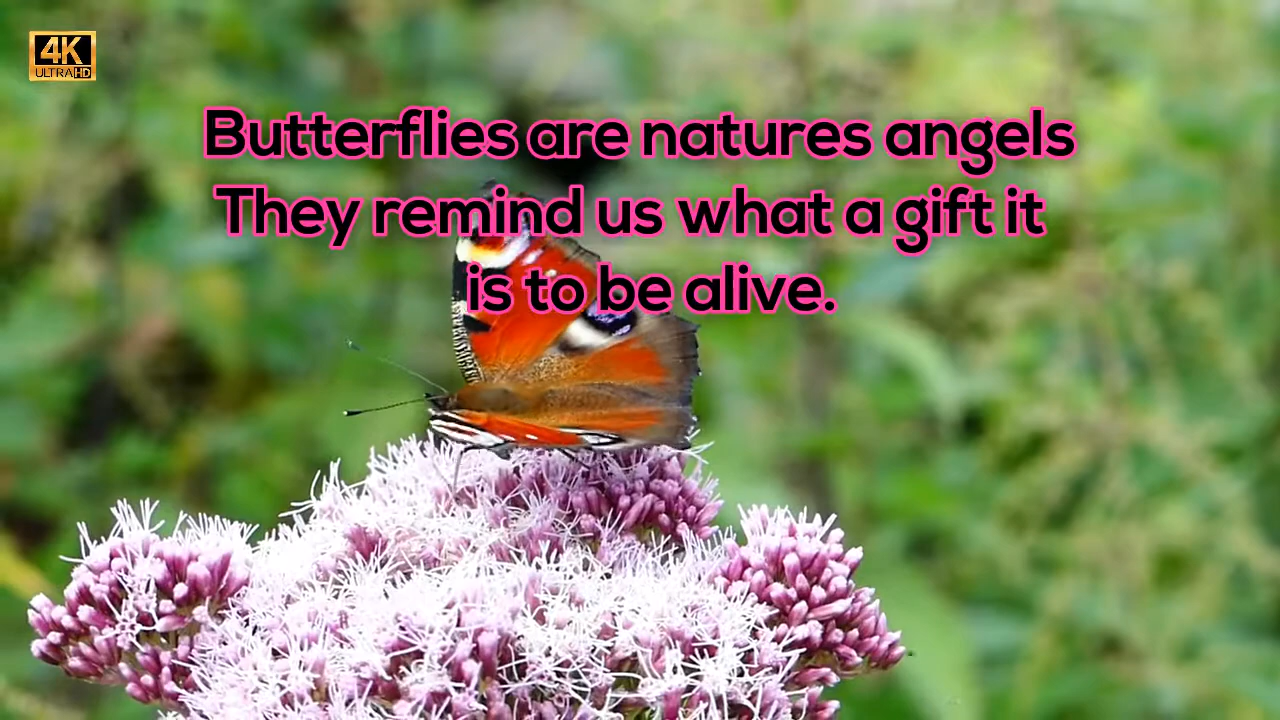 4K
ULTRA HD
Butterflies are natures angels
They remind us what a gift it
is to be alive.